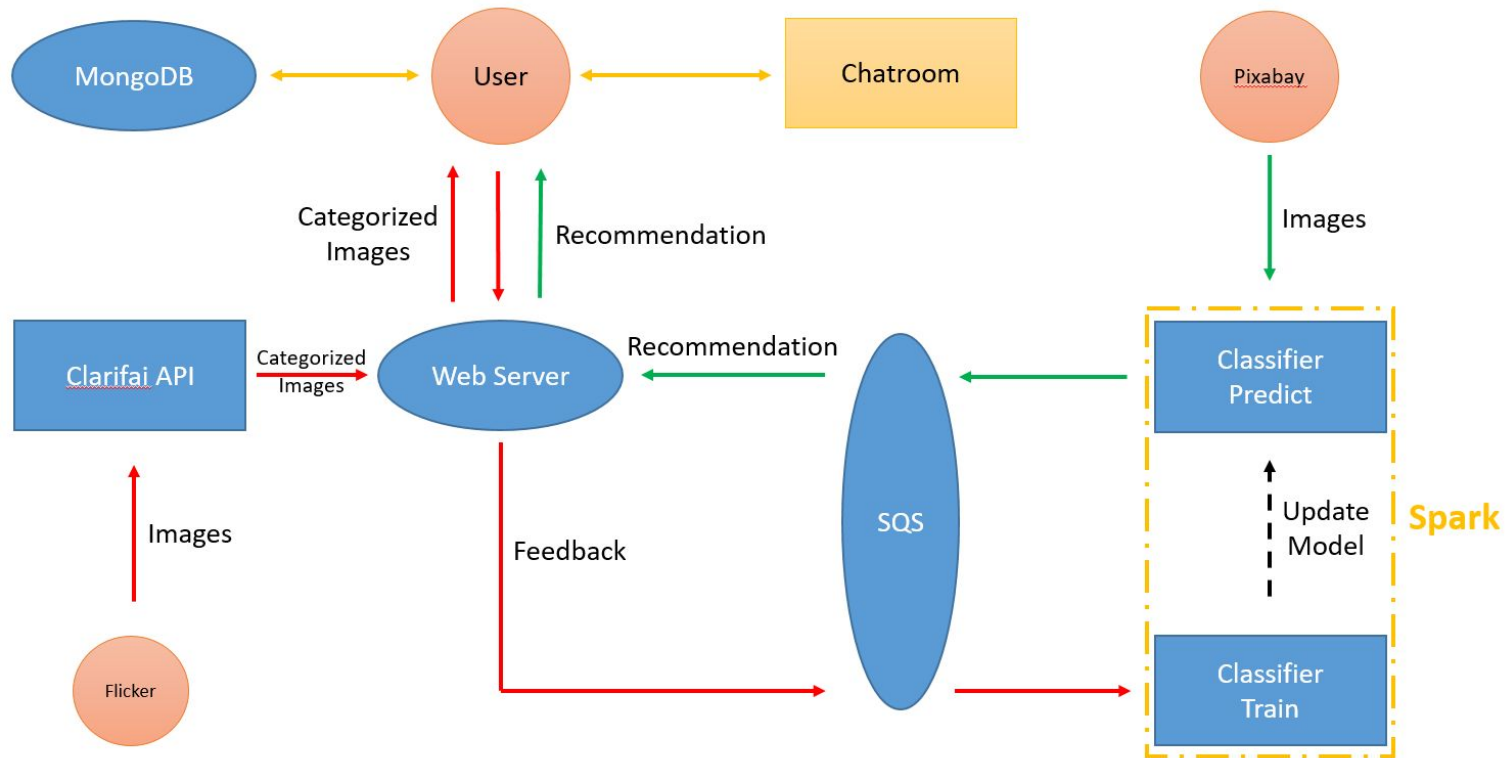 MongoDB
User
Chatroom
Pixabay
Categorized
Images
Recommendation
Images
Clarifai API
Categorized
Images
Web Server
Recommendation
Classifier
Predict
Images
Feedback
SQS
Update
Model
Spark
Flicker
Classifier
Train